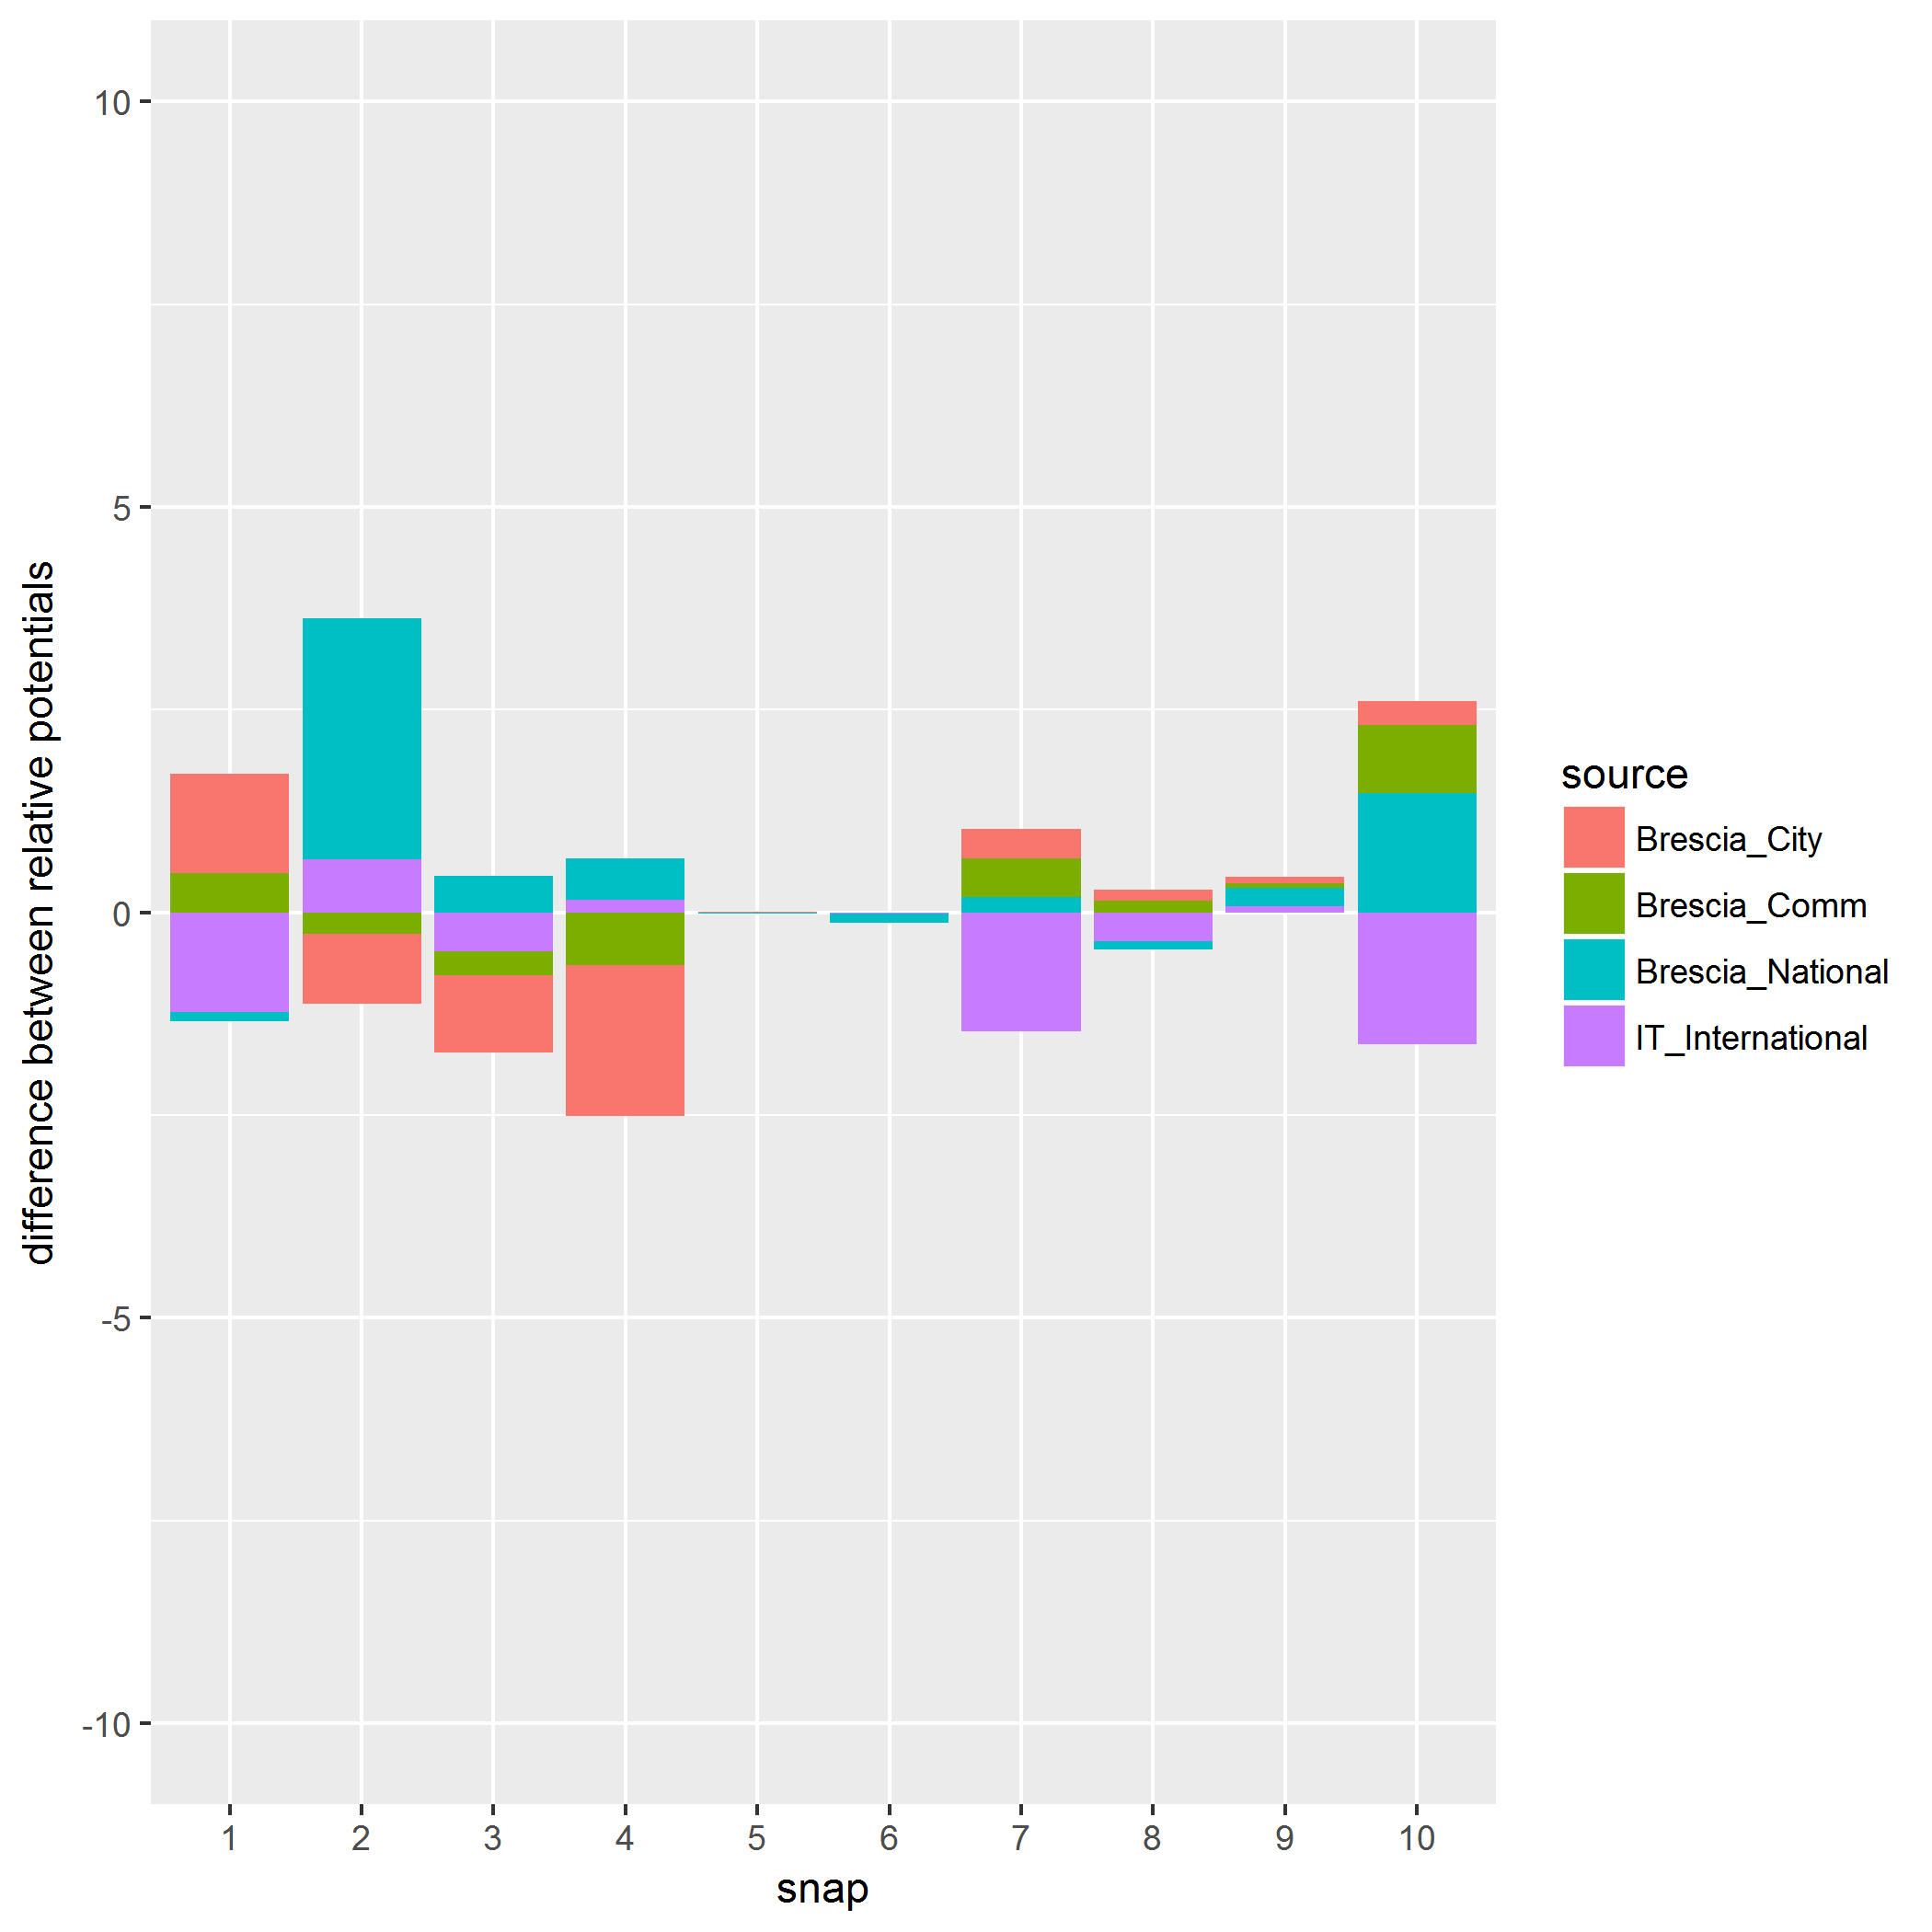 difference between relative potentials
10
5
0
-5
-10
1 2 3 4 5 6 7 8 9 10
snap
source
Brescia_City
Brescia_Comm
Brescia_National
IT_International